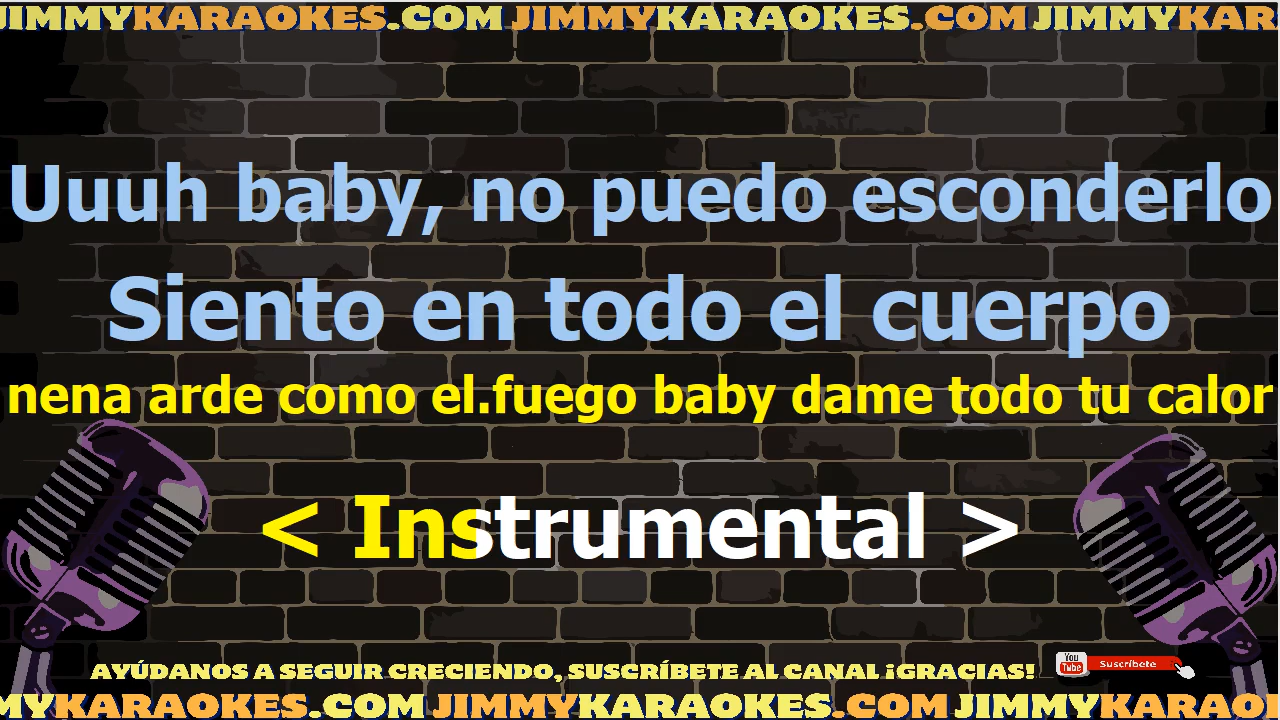 JIMMYKARAOKES.COM JIMMYKARAOKES.COM JIMMYKAR
Uuuh baby, no puedo esconderlo
Siento en todo el cuerpo
nena arde como el.fuego baby dame todo tu calor
< Instrumental >
AYÚDANOS A SEGUIR CRECIENDO, SUSCRÍBETE AL CANAL ¡GRACIAS!
You Tube Suscríbete
MYKARAOKES.COM JIMMYKARAOKES.COM JIMMYKARAO